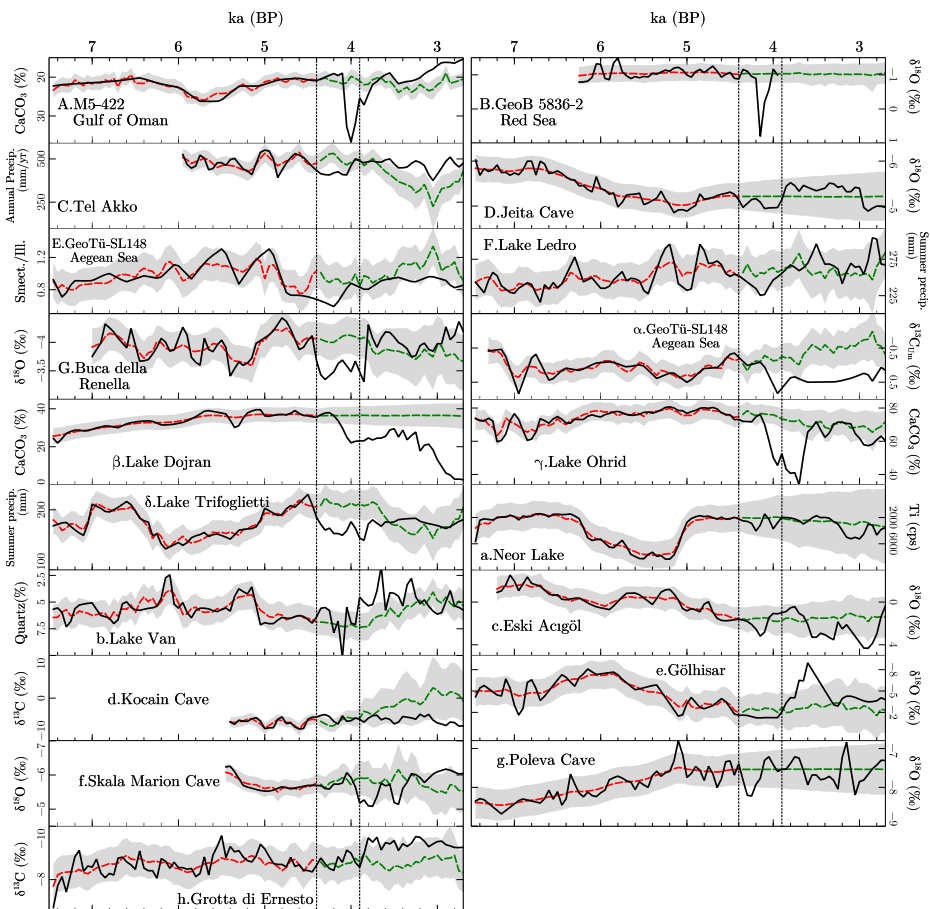 ka (BP)
ka (BP)
7 6 5 4 3
7 6 5 4 3
CaCO₃ (%)
20
30
A.M5-422
Gulf of Oman
B.GeoB 5836-2
Red Sea
−1
0
1
δ¹⁸O (‰)
Annual Precip.
(mm/yr)
500
250
C.Tel Akko
D.Jeita Cave
−6
−5
δ¹⁸O (‰)
Smect./Ill.
1.2
0.8
E.GeoTü-SL148
Aegean Sea
F.Lake Ledro
275
225
Summer precip.
(mm)
δ¹⁸O (‰)
−4
−3.5
G.Buca della
Renella
α.GeoTü-SL148
Aegean Sea
−0.5
0.5
δ¹³C Um (‰)
CaCO₃ (%)
40
20
0
β.Lake Dojran
γ.Lake Ohrid
80
60
40
CaCO₃ (%)
Summer precip.
(mm)
200
100
δ.Lake Trifoglietti
a.Neor Lake
2000
6000
Ti (cps)
Quartz(%)
2.5
5
7.5
b.Lake Van
c.Eski Acıgöl
0
4
δ¹⁸O (‰)
δ¹³C (‰)
10
0
−10
d.Kocain Cave
e.Gölhisar
−8
−5
−2
δ¹⁸O (‰)
δ¹⁸O (‰)
−7
−6
−5
f.Skala Marion Cave
g.Poleva Cave
−7
−8
−9
δ¹⁸O (‰)
δ¹³C (‰)
−10
−8
h.Grotta di Ernesto